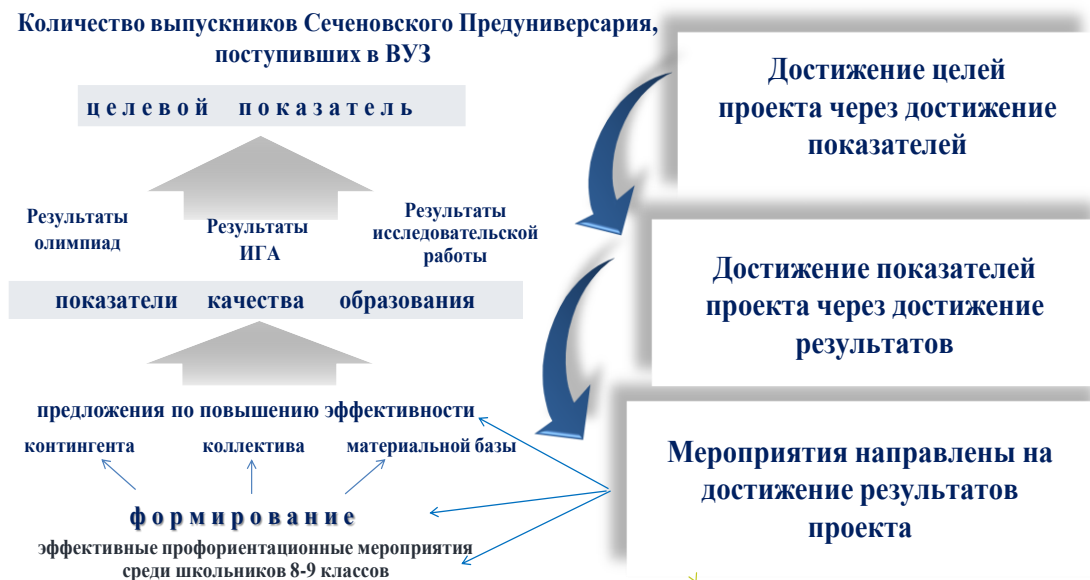 Количество выпускников Сеченовского Предуниверсария,
поступивших в ВУЗ
целевой показатель
Результаты
олимпиад
Результаты
ИГА
Результаты
исследовательской
работы
показатели качества образования
предложения по повышению эффективности
контингента
коллектива
материальной базы
формирование
эффективные профориентационные мероприятия
среди школьников 8-9 классов
Достижение целей
проекта через достижение
показателей
Достижение показателей
проекта через достижение
результатов
Мероприятия направлены на
достижение результатов
проекта